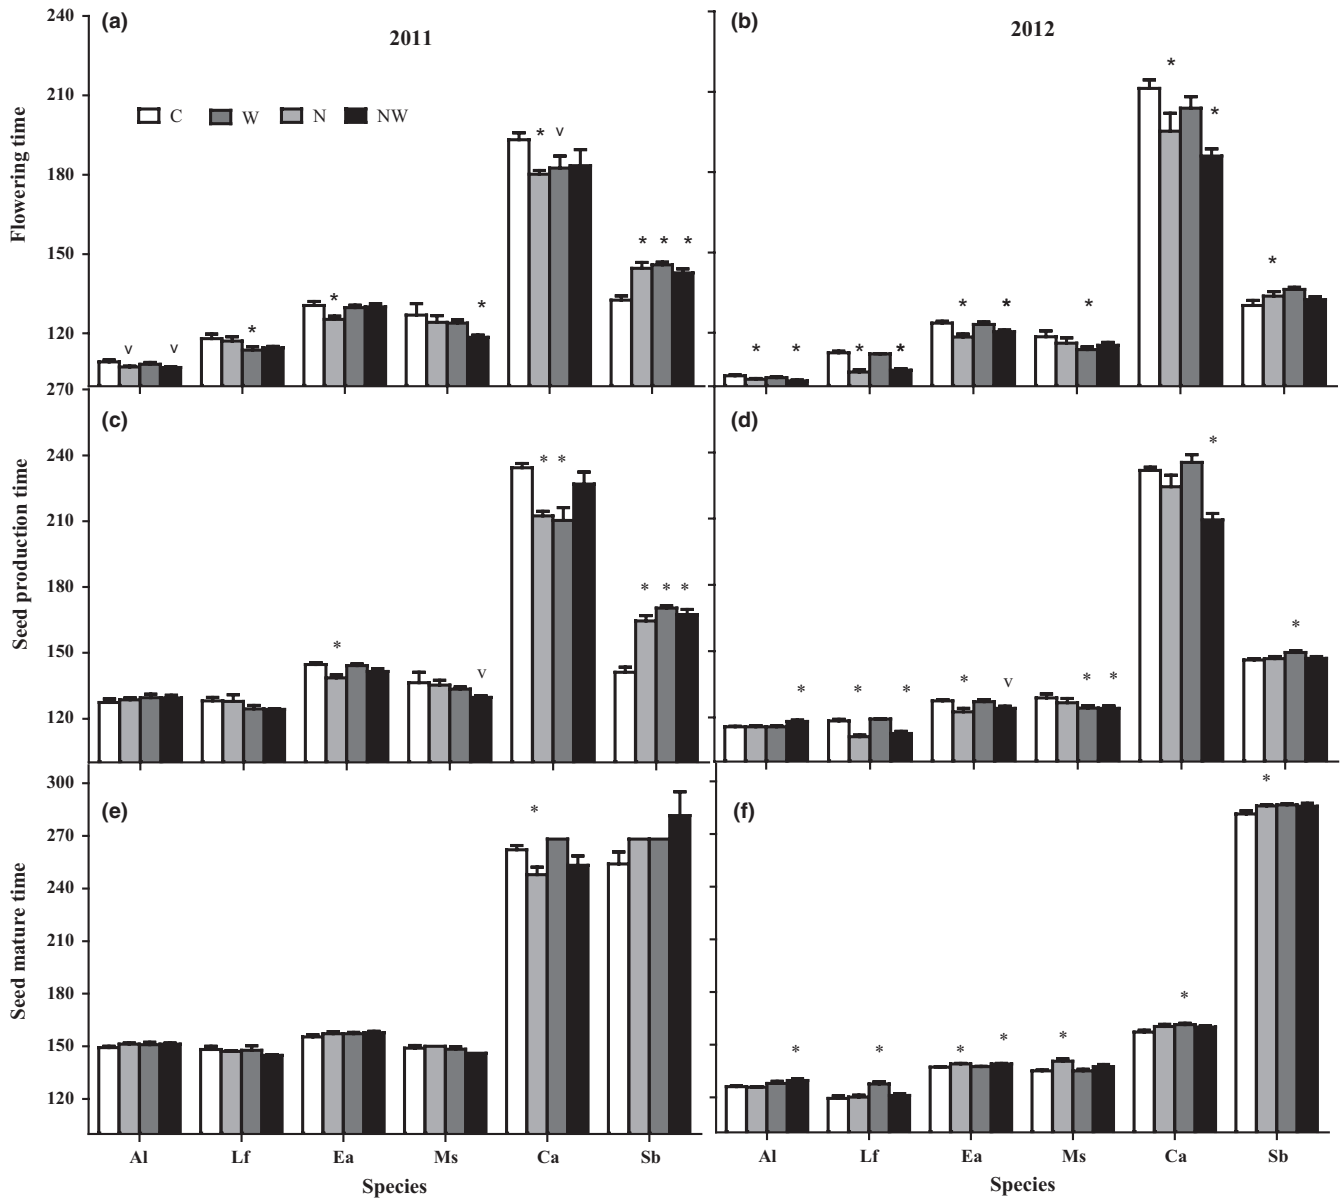 (a)
2011
(b)
2012
C W N NW
Flowering time
240
210
180
150
120
* v
*
* * *
v v
*
*
*
*
*
*
* *
* *
* *
*
(c)
(d)
Seed production time
270
240
210
180
150
120
* *
* * *
*
v
*
*
*
* *
* v
* *
(e)
(f)
Seed mature time
300
270
240
210
180
150
120
*
*
*
*
*
* *
*
Al Lf Ea Ms Ca Sb
Species
Al Lf Ea Ms Ca Sb
Species